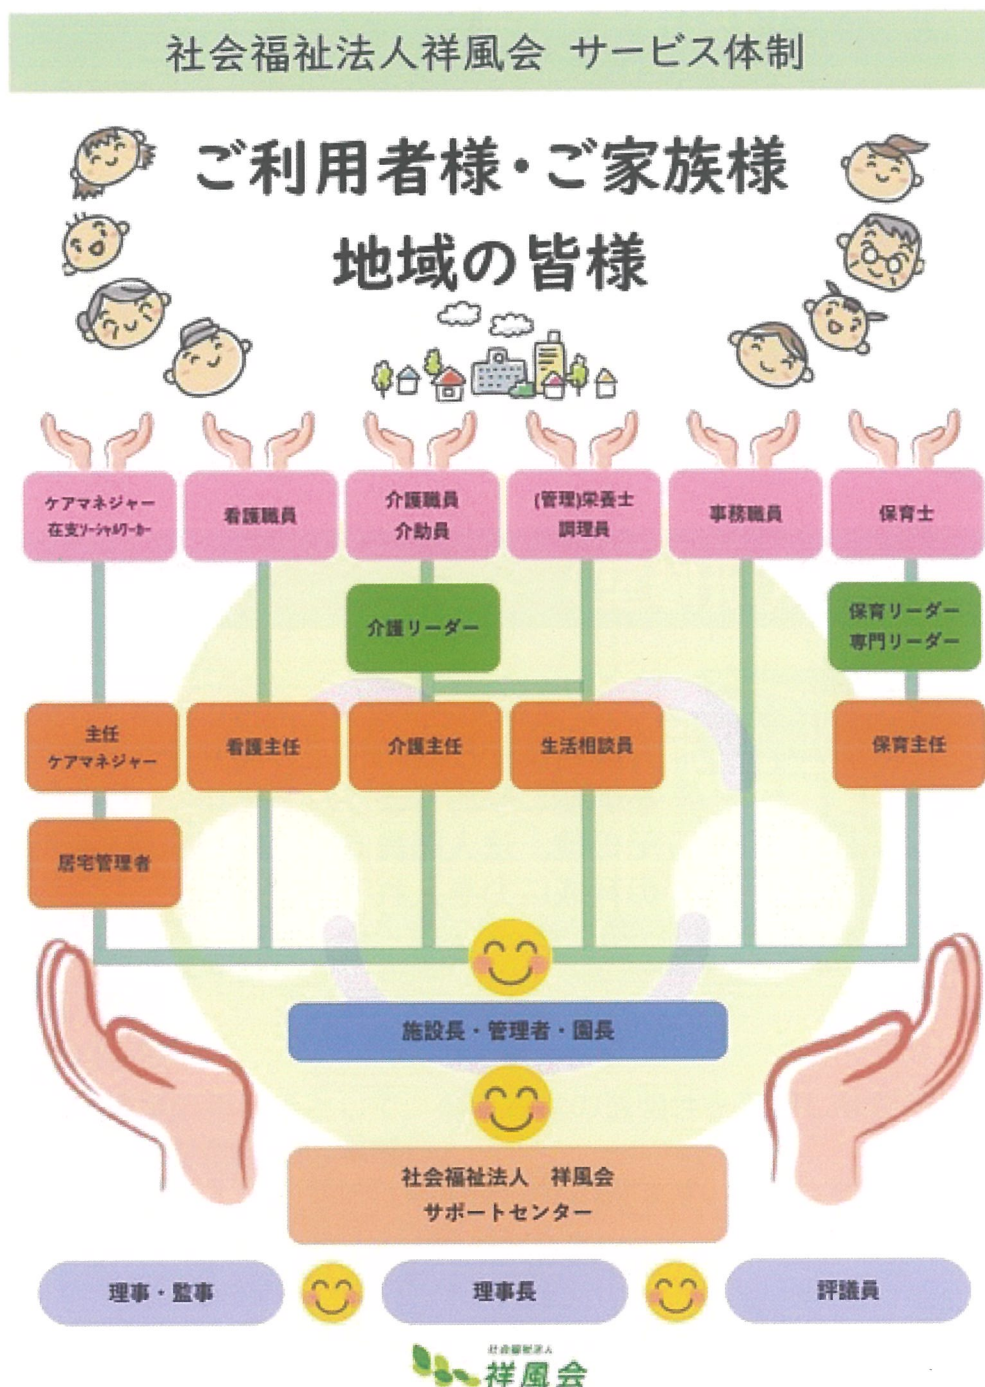 社会福祉法人祥風会 サービス体制
ご利用者様・ご家族様
地域の皆様
ケアマネジャー
在支ソーシャルワーカー
看護職員
介護職員
介助員
(管理)栄養士
調理員
事務職員
保育士
介護リーダー
保育リーダー
専門リーダー
主任
ケアマネジャー
看護主任
介護主任
生活相談員
保育主任
居宅管理者
施設長・管理者・園長
社会福祉法人 祥風会
サポートセンター
理事・監事
理事長
評議員
社会福祉法人
祥風会